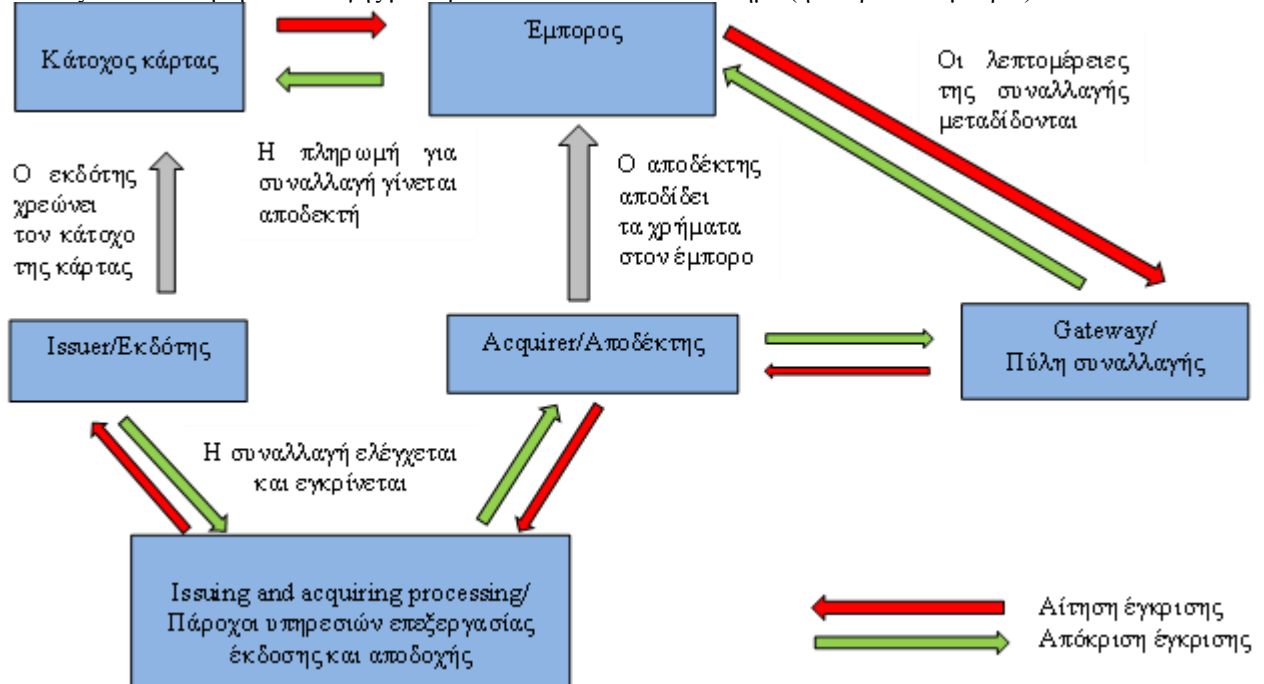 Κάτοχος κάρτας
Έμπορος
Οι λεπτομέρειες
της συναλλαγής
μεταδίδονται
Η πληρωμή για
συναλλαγή γίνεται
αποδεκτή
Ο εκδότης
χρεώνει
τον κάτοχο
της κάρτας
Ο αποδέκτης
αποδίδει
τα χρήματα
στον έμπορο
Issuer/Εκδότης
Acquirer/Αποδέκτης
Gateway/
Πύλη συναλλαγής
Η συναλλαγή ελέγχεται
και εγκρίνεται
Issuing and acquiring processing/
Πάροχοι υπηρεσιών επεξεργασίας
έκδοσης και αποδοχής
Αίτηση έγκρισης
Απόκριση έγκρισης